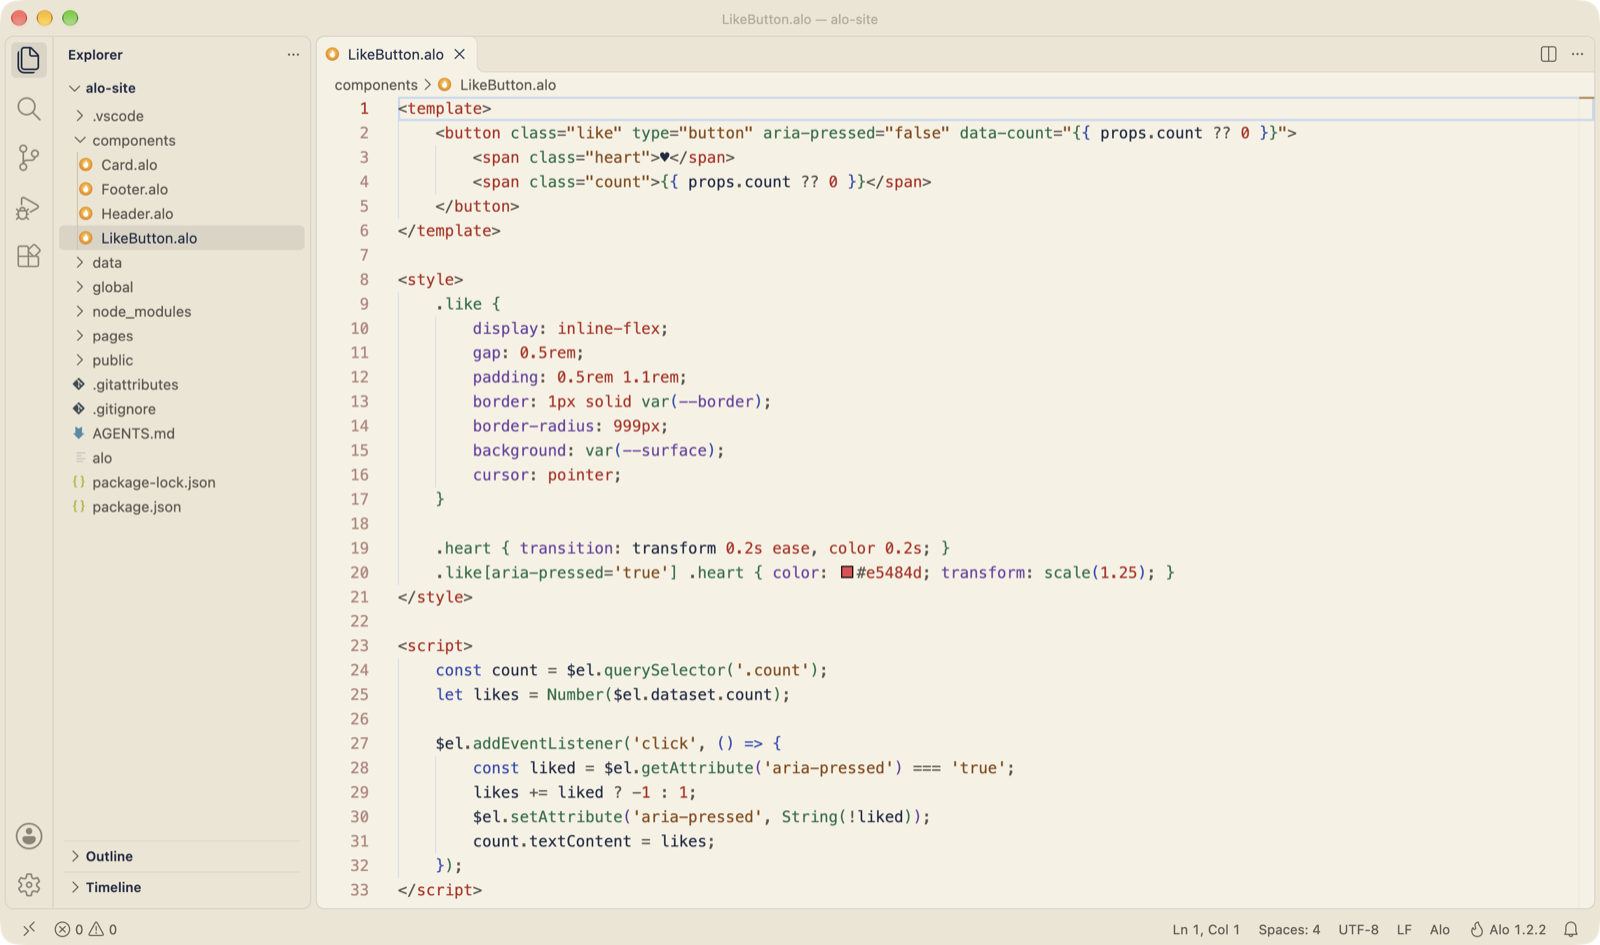 LikeButton.alo — alo-site
Explorer
alo-site
.vscode
components
Card.alo
Footer.alo
Header.alo
LikeButton.alo
data
global
node_modules
pages
public
.gitattributes
.gitignore
AGENTS.md
alo
package-lock.json
package.json
Outline
Timeline
LikeButton.alo
components > LikeButton.alo
1 <template>
2     <button class="like" type="button" aria-pressed="false" data-count="{{ props.count ?? 0 }}">
3         <span class="heart">♥</span>
4         <span class="count">{{ props.count ?? 0 }}</span>
5     </button>
6 </template>
7
8 <style>
9     .like {
10         display: inline-flex;
11         gap: 0.5rem;
12         padding: 0.5rem 1.1rem;
13         border: 1px solid var(--border);
14         border-radius: 999px;
15         background: var(--surface);
16         cursor: pointer;
17     }
18
19     .heart { transition: transform 0.2s ease, color 0.2s; }
20     .like[aria-pressed='true'] .heart { color: #e5484d; transform: scale(1.25); }
21 </style>
22
23 <script>
24     const count = $el.querySelector('.count');
25     let likes = Number($el.dataset.count);
26
27     $el.addEventListener('click', () => {
28         const liked = $el.getAttribute('aria-pressed') === 'true';
29         likes += liked ? -1 : 1;
30         $el.setAttribute('aria-pressed', String(!liked));
31         count.textContent = likes;
32     });
33 </script>
0 0
Ln 1, Col 1 Spaces: 4 UTF-8 LF Alo Alo 1.2.2